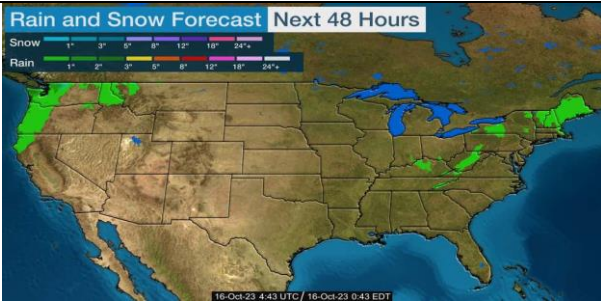 Rain and Snow Forecast Next 48 Hours
Snow 1" 3" 5" 8" 12" 18" 24"+
Rain 1" 2" 3" 5" 8" 12" 18" 24"+
16-Oct-23 4:43 UTC / 16-Oct-23 0:43 EDT